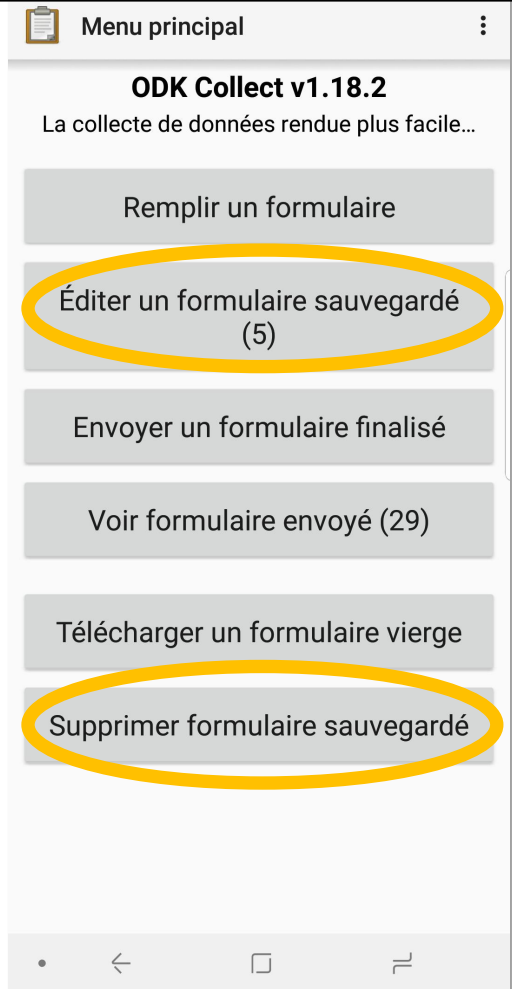 Menu principal
ODK Collect v1.18.2
La collecte de données rendue plus facile...
Remplir un formulaire
Éditer un formulaire sauvegardé
(5)
Envoyer un formulaire finalisé
Voir formulaire envoyé (29)
Télécharger un formulaire vierge
Supprimer formulaire sauvegardé